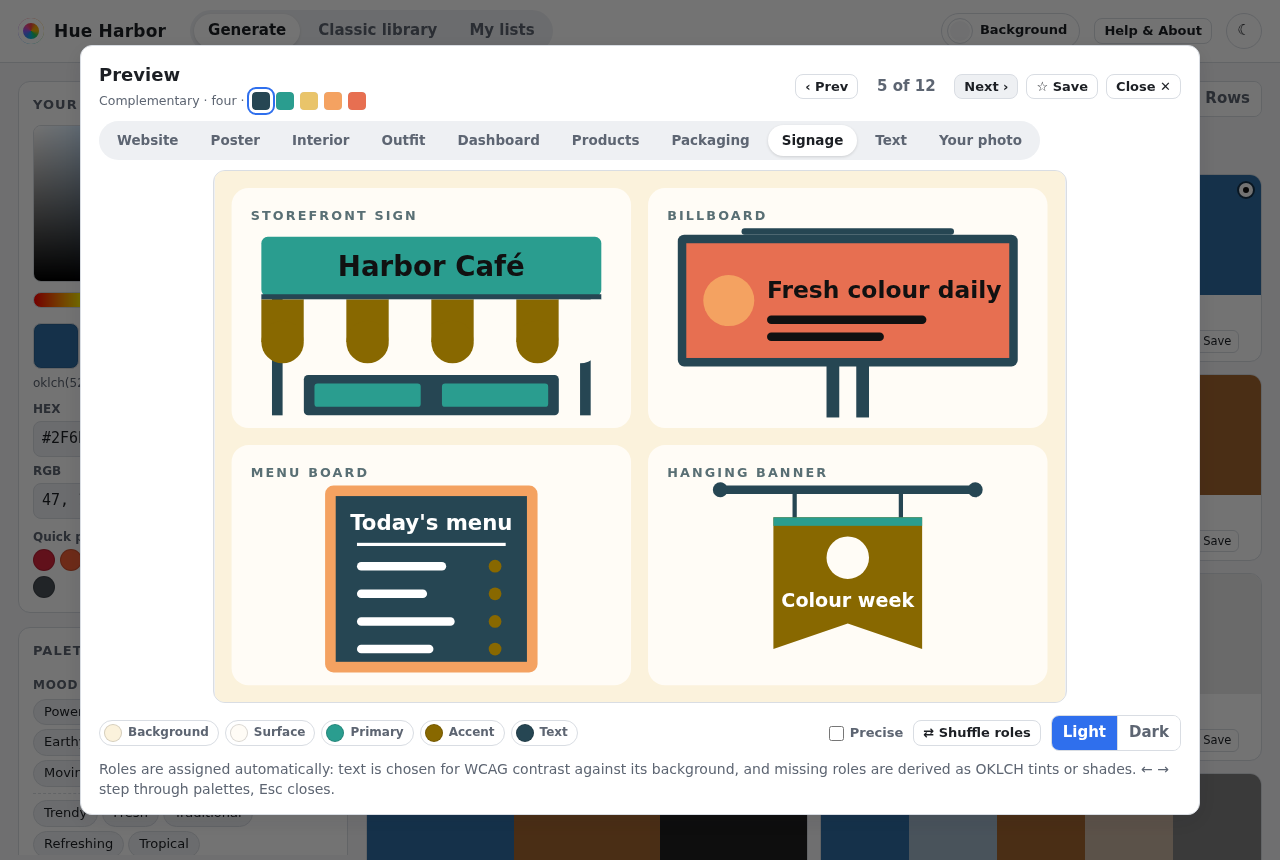 Hue Harbor
Generate
Classic library
My lists
Background
Help & About
Preview
Complementary · four ·
‹ Prev
5 of 12
Next ›
☆ Save
Close ✕
Website
Poster
Interior
Outfit
Dashboard
Products
Packaging
Signage
Text
Your photo
STOREFRONT SIGN
Harbor Café
BILLBOARD
Fresh colour daily
MENU BOARD
Today's menu
HANGING BANNER
Colour week
Background
Surface
Primary
Accent
Text
Precise
⇄ Shuffle roles
Light
Dark
Roles are assigned automatically: text is chosen for WCAG contrast against its background, and missing roles are derived as OKLCH tints or shades. ← →
step through palettes, Esc closes.
YOUR
HEX
RGB
47,
MOOD
Trendy
Refreshing
Tropical
Rows
Save
Save
Save